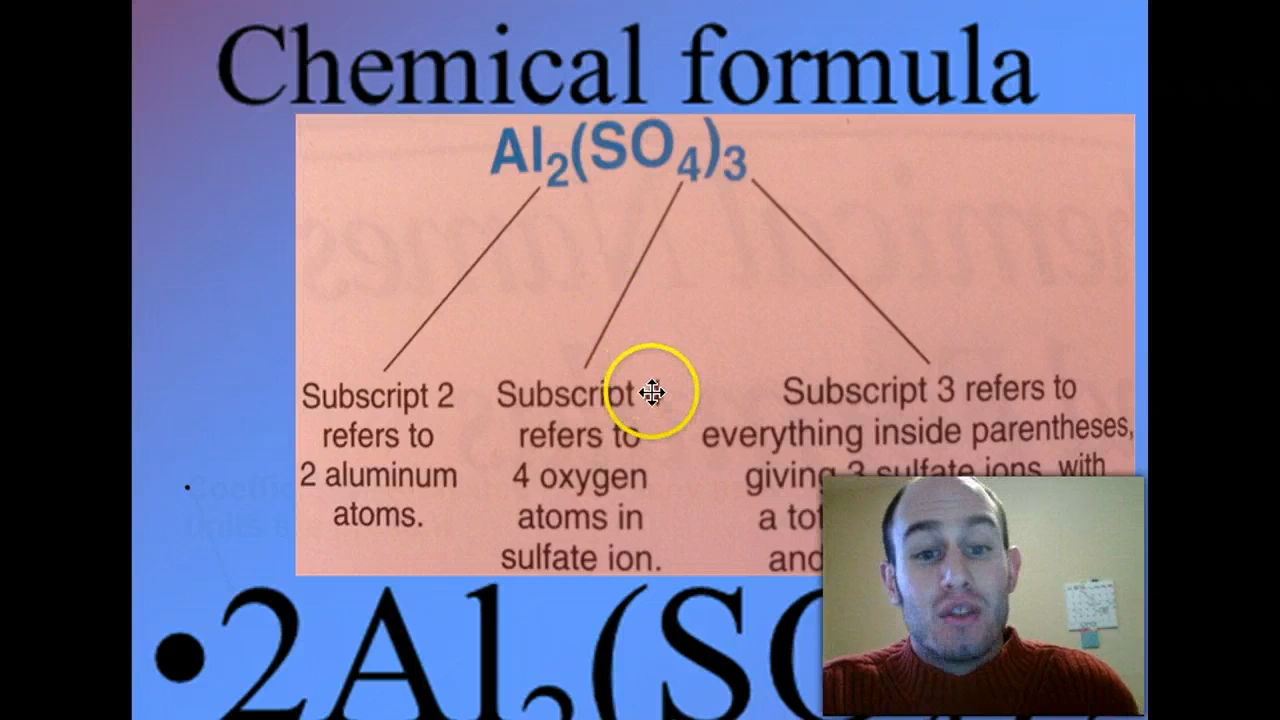 Chemical formula
Al₂(SO₄)₃
Subscript 2
refers to
2 aluminum
atoms.
Subscript
refers to
4 oxygen
atoms in
sulfate ion.
Subscript 3 refers to
everything inside parentheses,
giving 3 sulfate ions, with
a
and
•2Al₂(SO